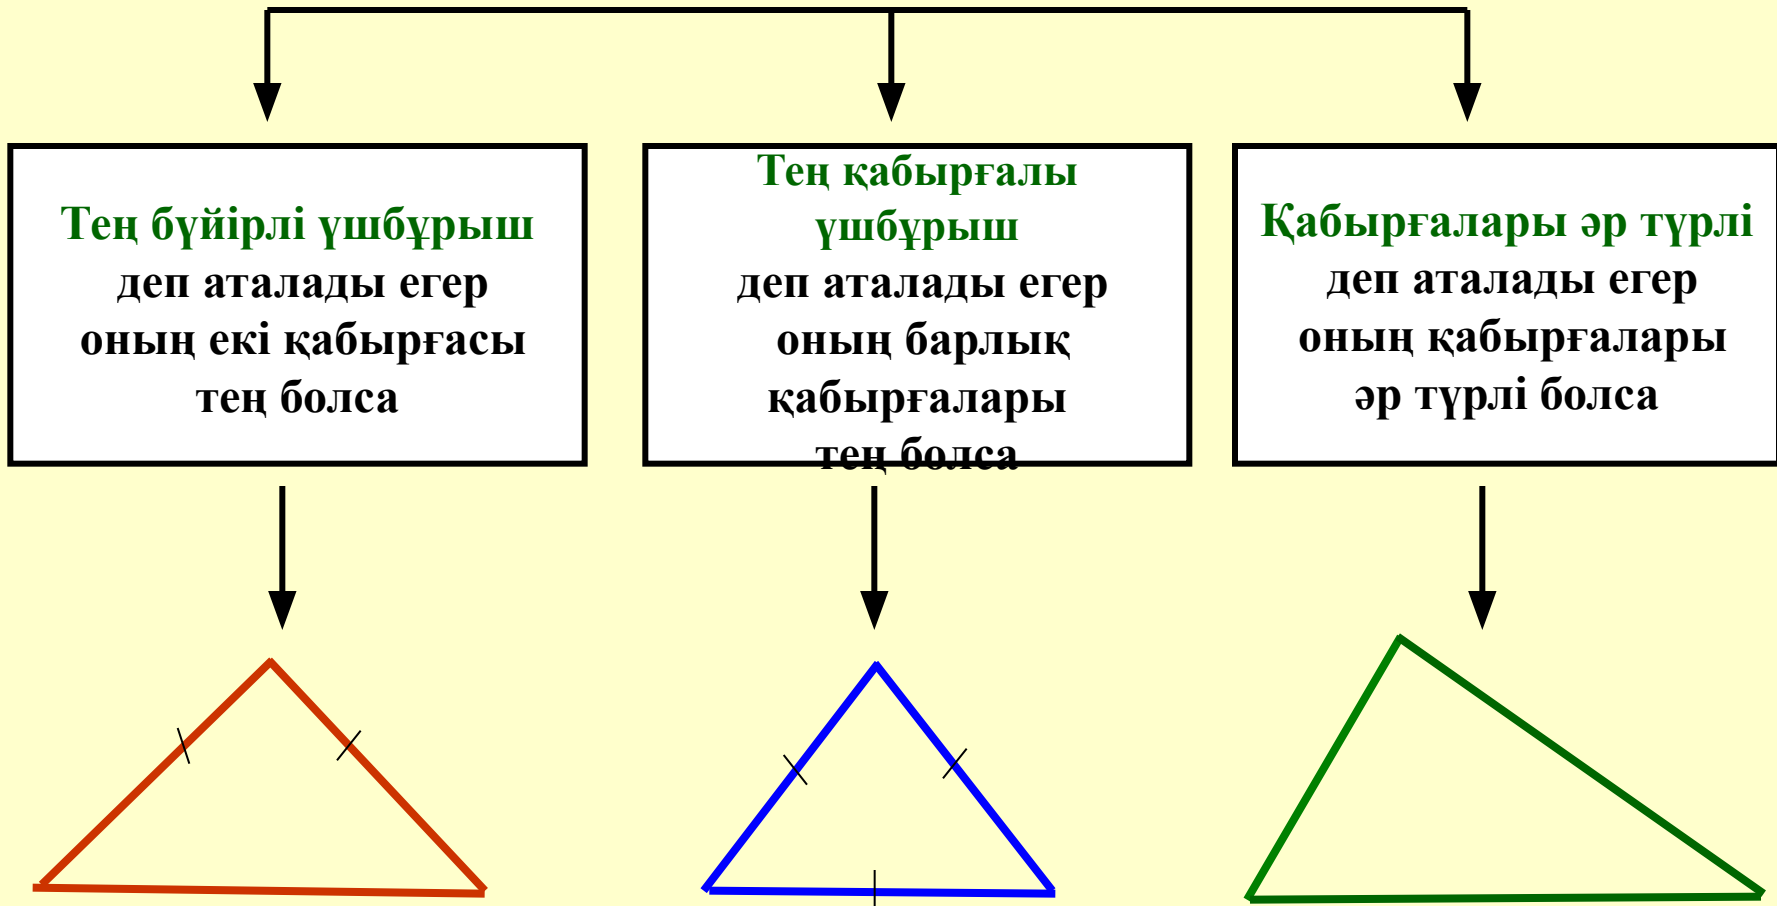 Тең бүйірлі үшбұрыш
деп аталады егер
оның екі қабырғасы
тең болса
Тең қабырғалы
үшбұрыш
деп аталады егер
оның барлық
қабырғалары
тең болса
Қабырғалары әр түрлі
деп аталады егер
оның қабырғалары
әр түрлі болса